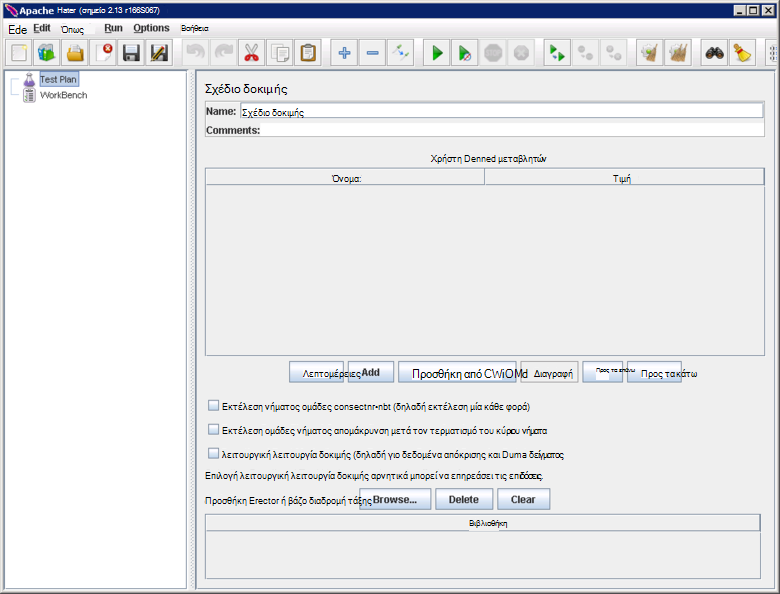 Apache Hater (σημείο 2.13 r166S067)
Ede Edit Όπως Run Options Βοήθεια
Test Plan
WorkBench
Σχέδιο δοκιμής
Name: Σχέδιο δοκιμής
Comments:
Χρήστη Denned μεταβλητών
Όνομα: Τιμή
Λεπτομέρειες Add Προσθήκη από CWiOMd Διαγραφή Προς τα επάνω Προς τα κάτω
Εκτέλεση νήματος ομάδες consectnr-nbt (δηλαδή εκτέλεση μία κάθε φορά)
Εκτέλεση ομάδες νήματος απομάκρυνση μετά τον τερματισμό του κύριου νήματα
λειτουργική λειτουργία δοκιμής (δηλαδή γιο δεδομένα απόκρισης και Duma δείγματος
Επιλογή λειτουργική λειτουργία δοκιμής αρνητικά μπορεί να επηρεάσει τις επιδόσεις.
Προσθήκη Erector ή βάζο διαδρομή τάξης Browse... Delete Clear
Βιβλιοθήκη